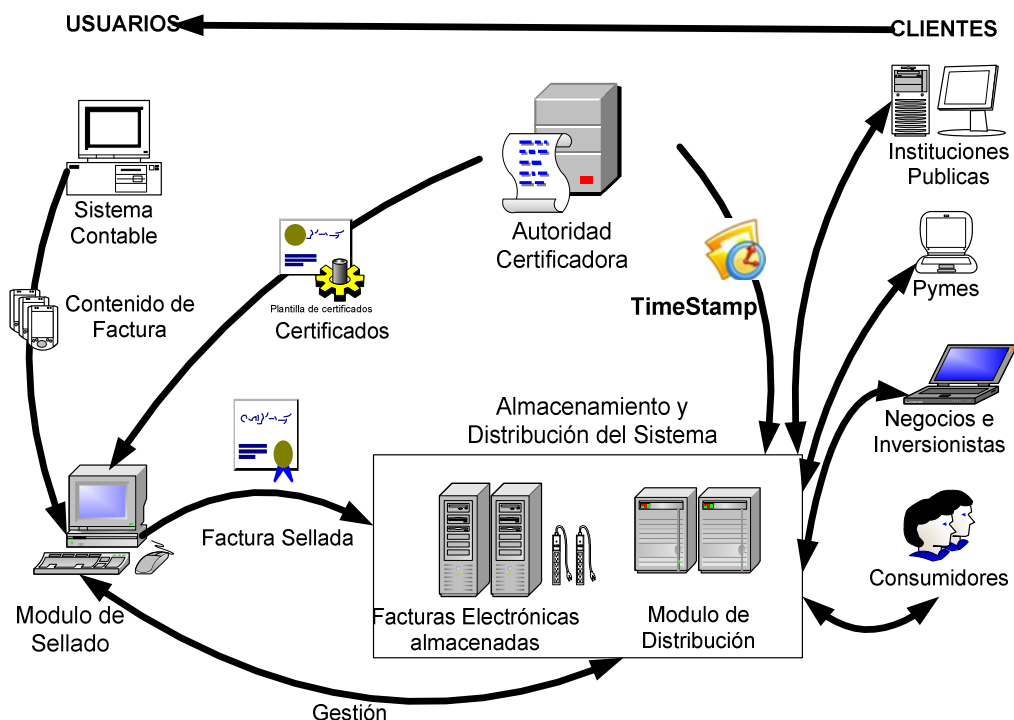 USUARIOS
CLIENTES
Sistema
Contable
Autoridad
Certificadora
Instituciones
Publicas
Contenido de
Factura
Plantilla de certificados
Certificados
TimeStamp
Pymes
Negocios e
Inversionistas
Almacenamiento y
Distribución del Sistema
Factura Sellada
Consumidores
Modulo de
Sellado
Facturas Electrónicas
almacenadas
Modulo de
Distribución
Gestión